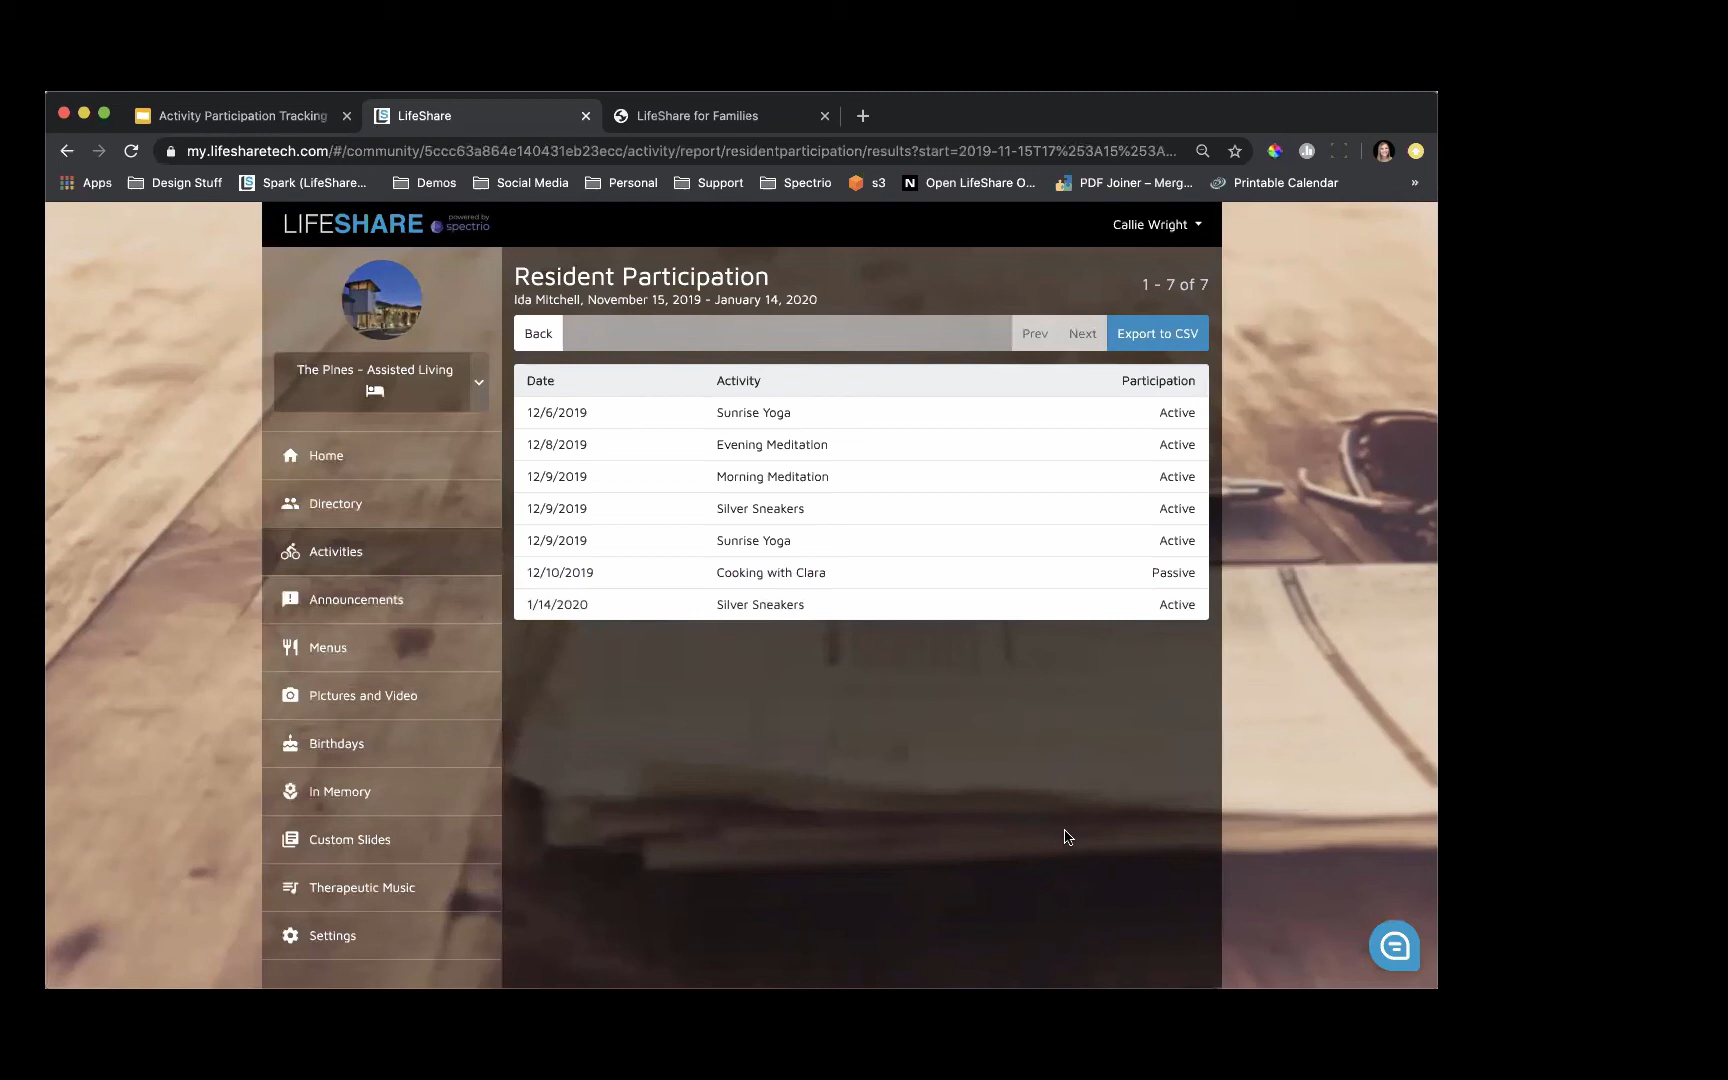 Activity Participation Tracking
LifeShare
LifeShare for Families
my.lifesharetech.com/#/community/5ccc63a864e140431eb23ecc/activity/report/residentparticipation/results?start=2019-11-15T17%253A15%253A...
Apps
Design Stuff
Spark (LifeShare...
Demos
Social Media
Personal
Support
Spectrio
s3
Open LifeShare O...
PDF Joiner – Merg...
Printable Calendar
»
LIFESHARE powered by spectrio
Callie Wright
The Pines - Assisted Living
Home
Directory
Activities
Announcements
Menus
Pictures and Video
Birthdays
In Memory
Custom Slides
Therapeutic Music
Settings
Resident Participation
1 - 7 of 7
Ida Mitchell, November 15, 2019 - January 14, 2020
Back Prev Next Export to CSV
Date Activity Participation
12/6/2019 Sunrise Yoga Active
12/8/2019 Evening Meditation Active
12/9/2019 Morning Meditation Active
12/9/2019 Silver Sneakers Active
12/9/2019 Sunrise Yoga Active
12/10/2019 Cooking with Clara Passive
1/14/2020 Silver Sneakers Active